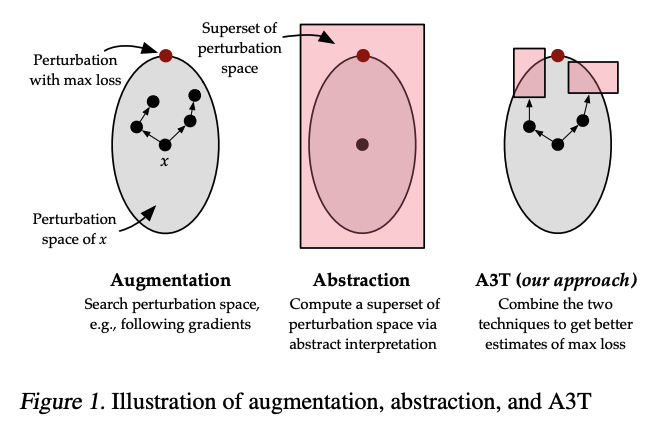 Perturbation
with max loss
x
Perturbation
space of x
Superset of
perturbation
space
Augmentation
Search perturbation space,
e.g., following gradients
Abstraction
Compute a superset of
perturbation space via
abstract interpretation
A3T (our approach)
Combine the two
techniques to get better
estimates of max loss
Figure 1. Illustration of augmentation, abstraction, and A3T